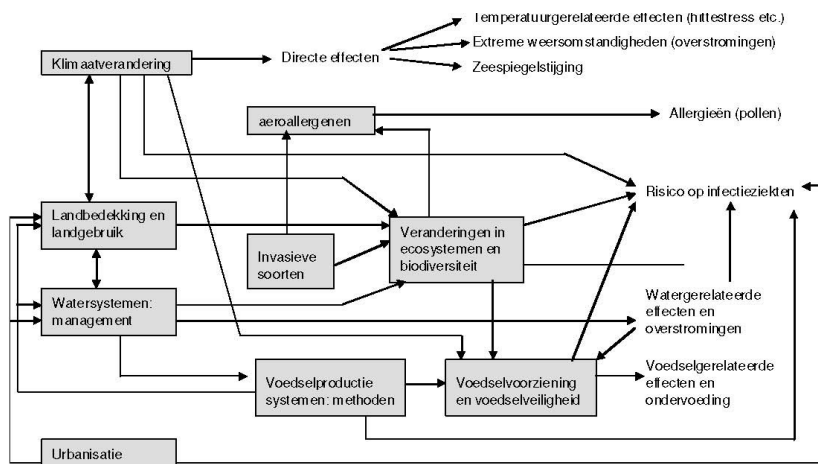 Temperatuurgerelateerde effecten (hittestress etc.)
Klimaatverandering
Directe effecten
Extreme weersomstandigheden (overstromingen)
Zeespiegelstijging
aeroallergenen
Allergieën (pollen)
Risico op infectieziekten
Landbedekking en
landgebruik
Invasieve
soorten
Veranderingen in
ecosystemen en
biodiversiteit
Watersystemen:
management
Watergerelateerde
effecten en
overstromingen
Voedselproductie
systemen: methoden
Voedselvoorziening
en voedselveiligheid
Voedselgerelateerde
effecten en
ondervoeding
Urbanisatie